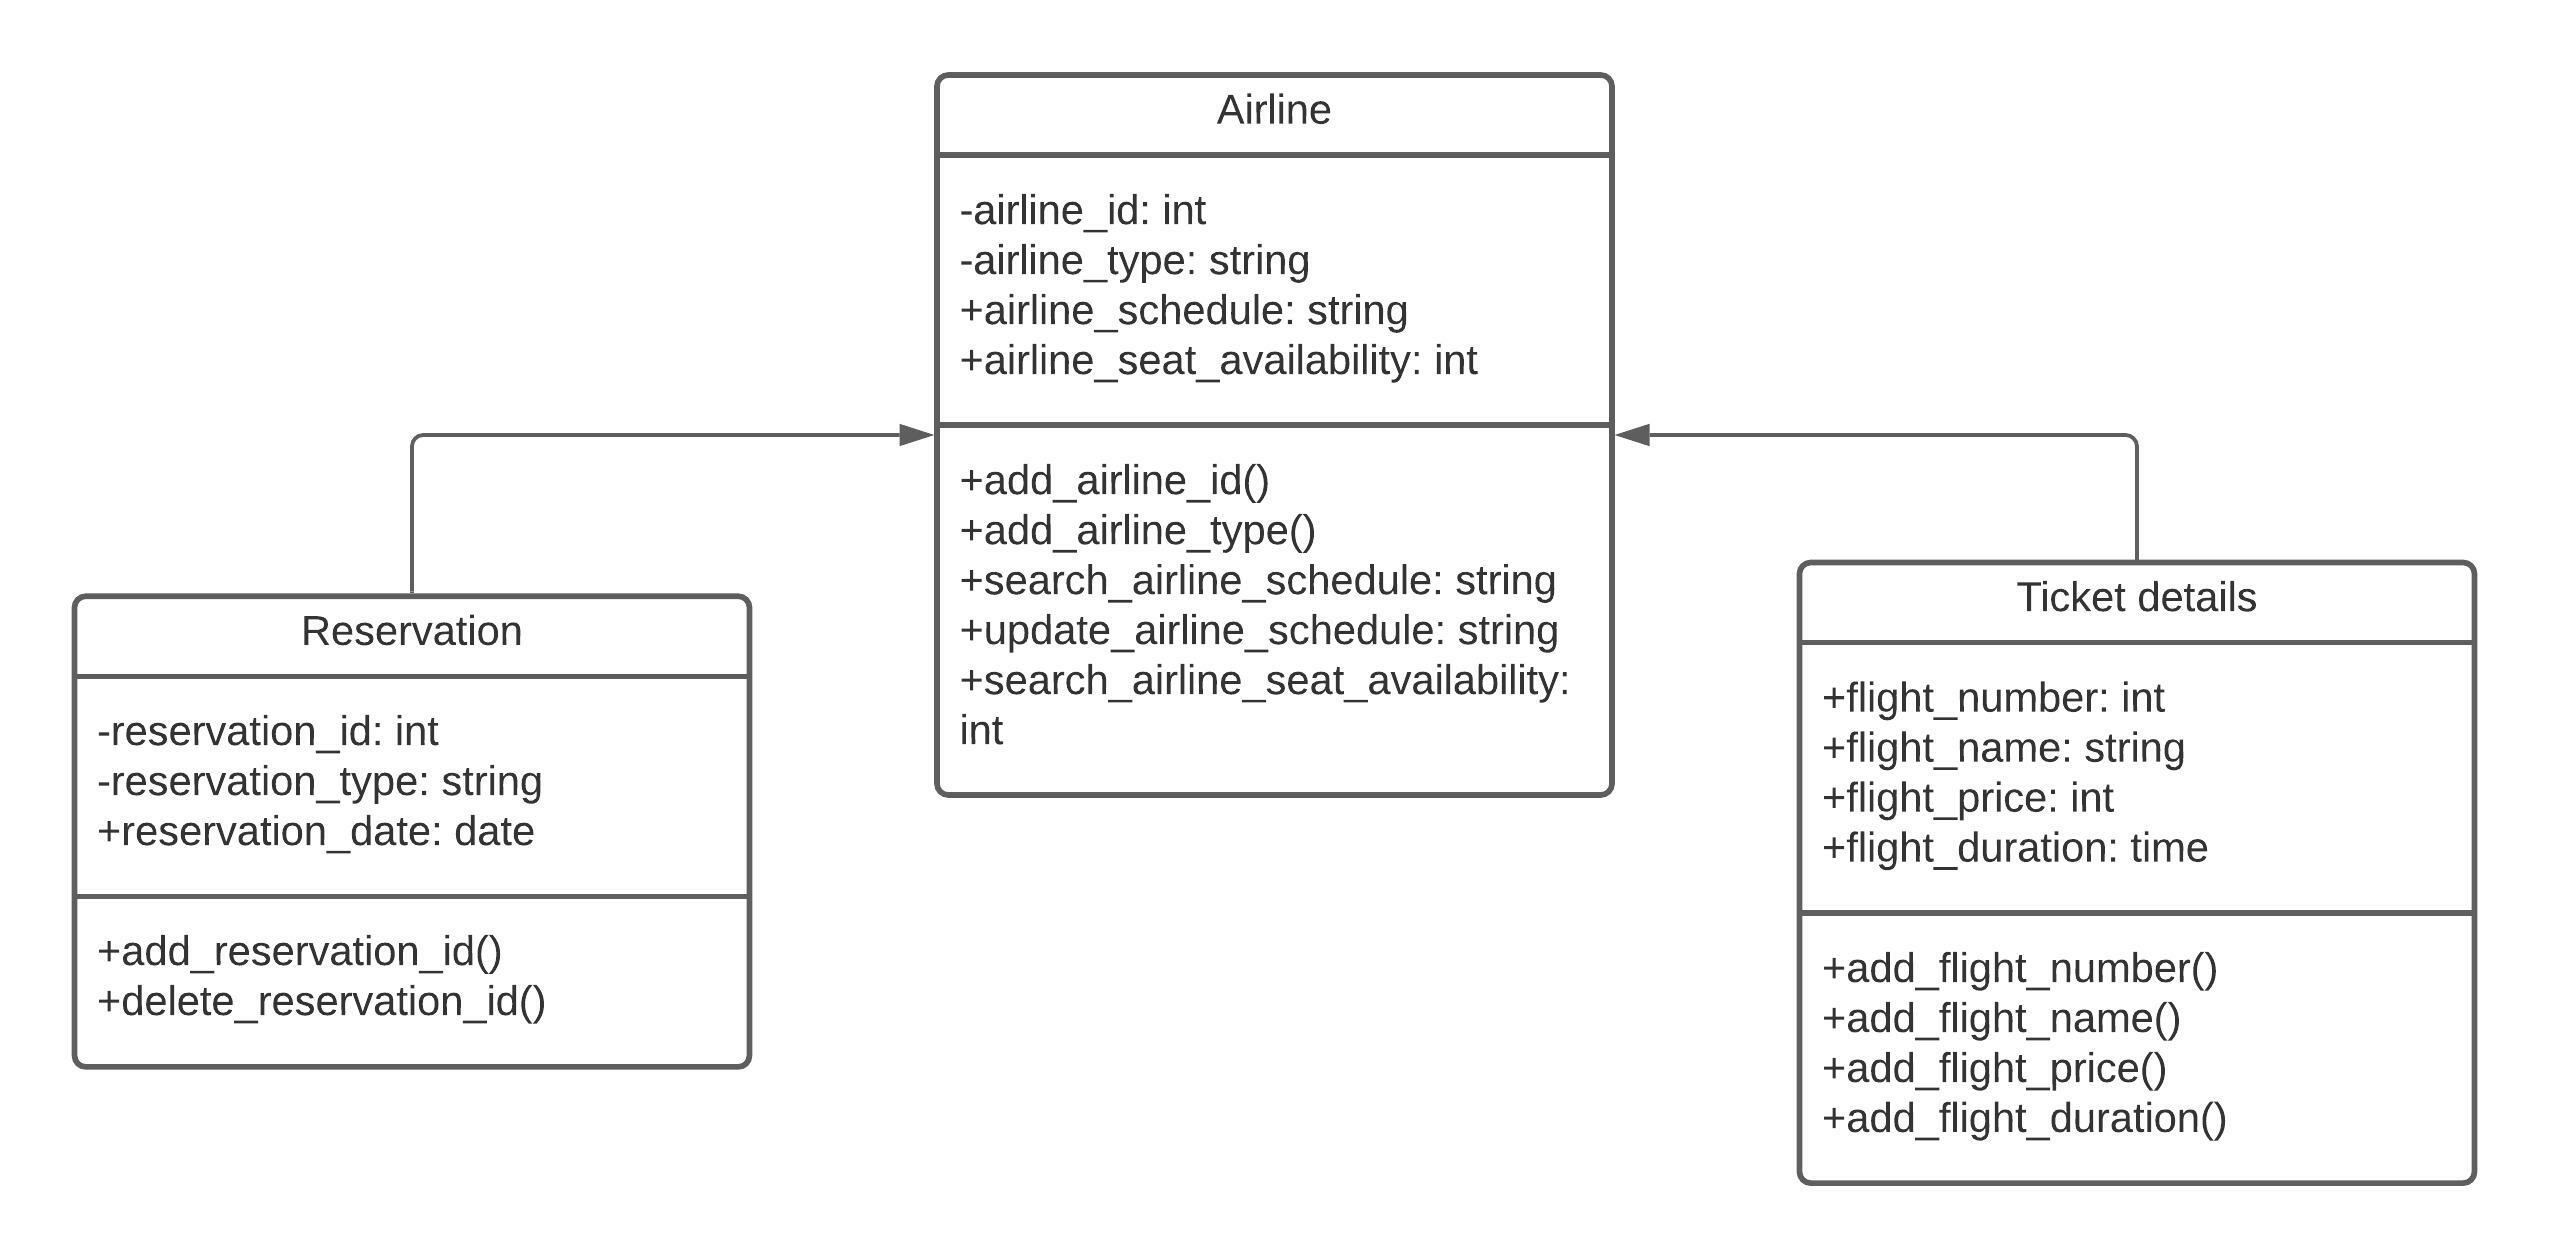 Airline
-airline_id: int
-airline_type: string
+airline_schedule: string
+airline_seat_availability: int
+add_airline_id()
+add_airline_type()
+search_airline_schedule: string
+update_airline_schedule: string
+search_airline_seat_availability:
int
Reservation
-reservation_id: int
-reservation_type: string
+reservation_date: date
+add_reservation_id()
+delete_reservation_id()
Ticket details
+flight_number: int
+flight_name: string
+flight_price: int
+flight_duration: time
+add_flight_number()
+add_flight_name()
+add_flight_price()
+add_flight_duration()